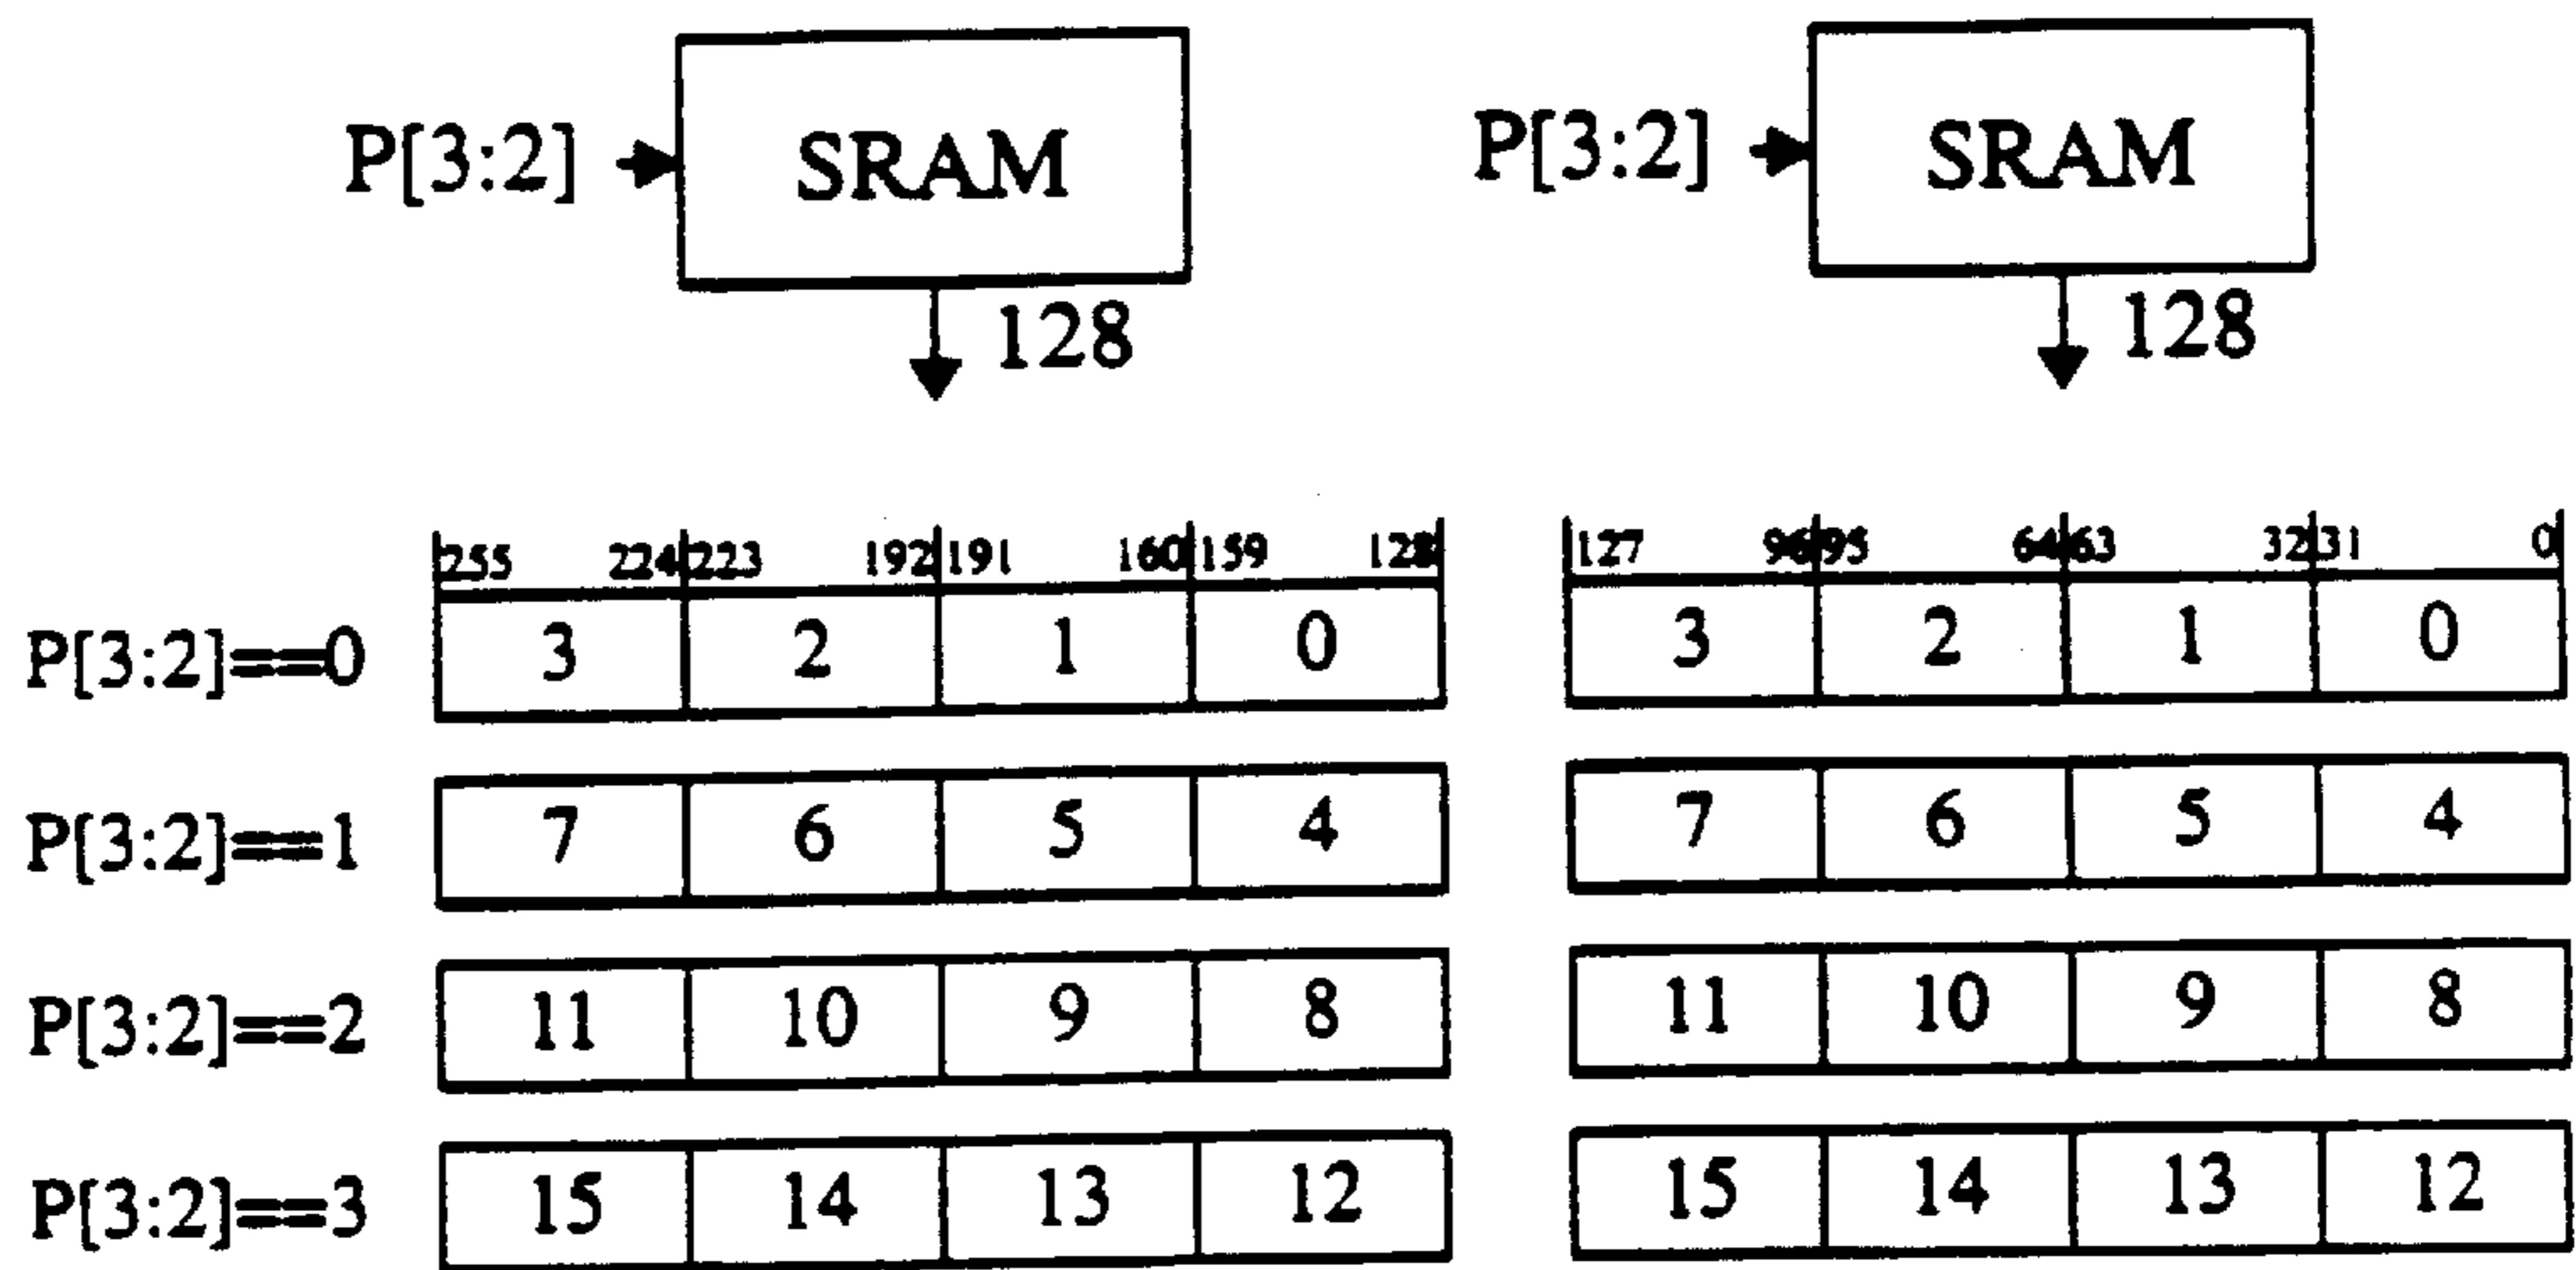 P[3:2] SRAM P[3:2] SRAM
128 128
255 224 223 192 191 160 159 128 127 96 95 64 63 32 31 0
P[3:2]==0 3 2 1 0 3 2 1 0
P[3:2]==1 7 6 5 4 7 6 5 4
P[3:2]==2 11 10 9 8 11 10 9 8
P[3:2]==3 15 14 13 12 15 14 13 12